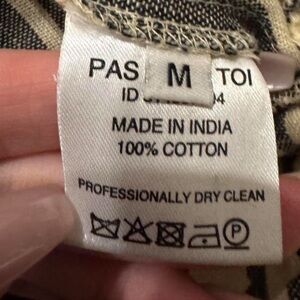 PAS M TOI
ID
MADE IN INDIA
100% COTTON
PROFESSIONALLY DRY CLEAN
P